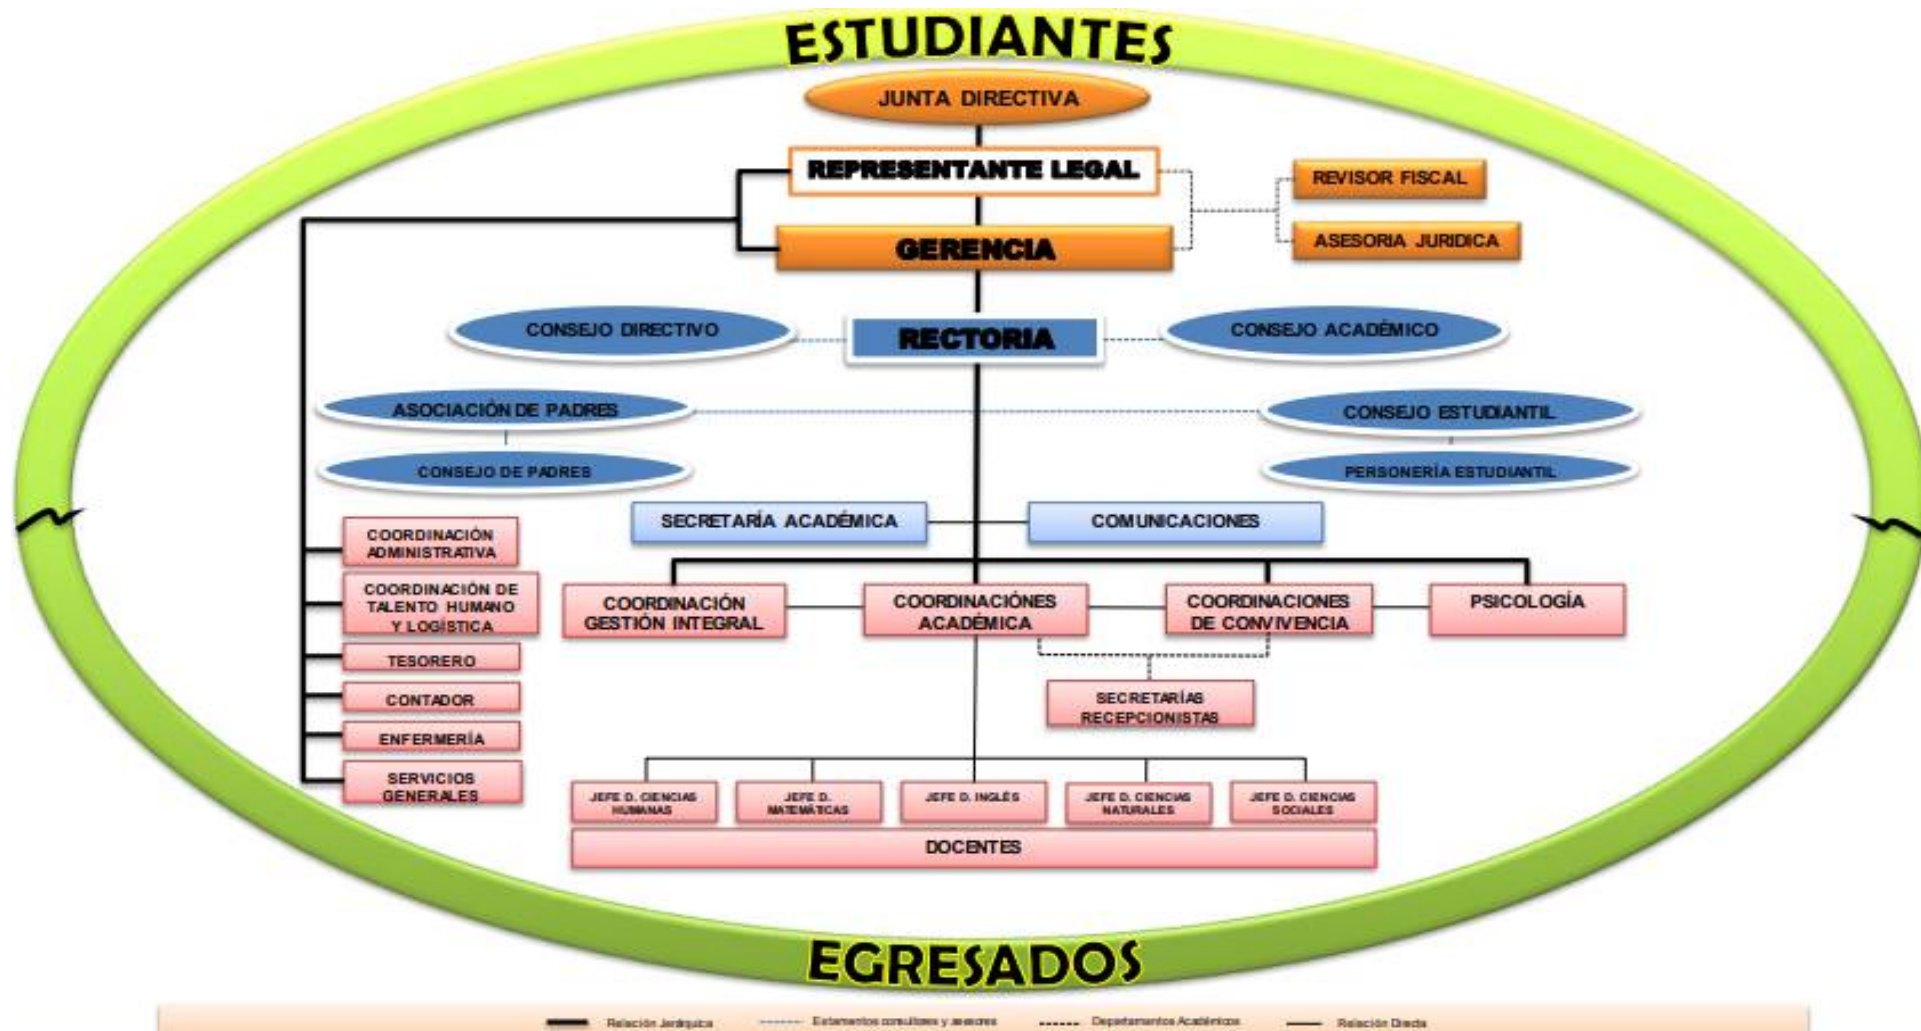 ESTUDIANTES
JUNTA DIRECTIVA
REPRESENTANTE LEGAL
REVISOR FISCAL
GERENCIA
ASESORIA JURIDICA
CONSEJO DIRECTIVO
RECTORIA
CONSEJO ACADÉMICO
ASOCIACIÓN DE PADRES
CONSEJO ESTUDIANTIL
CONSEJO DE PADRES
PERSONERÍA ESTUDIANTIL
SECRETARÍA ACADÉMICA
COMUNICACIONES
COORDINACIÓN
ADMINISTRATIVA
COORDINACIÓN DE
TALENTO HUMANO
Y LOGÍSTICA
TESORERO
CONTADOR
ENFERMERÍA
SERVICIOS
GENERALES
COORDINACIÓN
GESTIÓN INTEGRAL
COORDINACIÓNES
ACADÉMICA
COORDINACIONES
DE CONVIVENCIA
PSICOLOGÍA
SECRETARÍAS
RECEPCIONISTAS
JEFE D. CIENCIAS
HUMANAS
JEFE D.
MATEMÁTICAS
JEFE D. INGLÉS
JEFE D. CIENCIAS
NATURALES
JEFE D. CIENCIAS
SOCIALES
DOCENTES
EGRESADOS
Relación Jerárquica
Estamentos consultores y asesores
Departamentos Académicos
Relación Directa